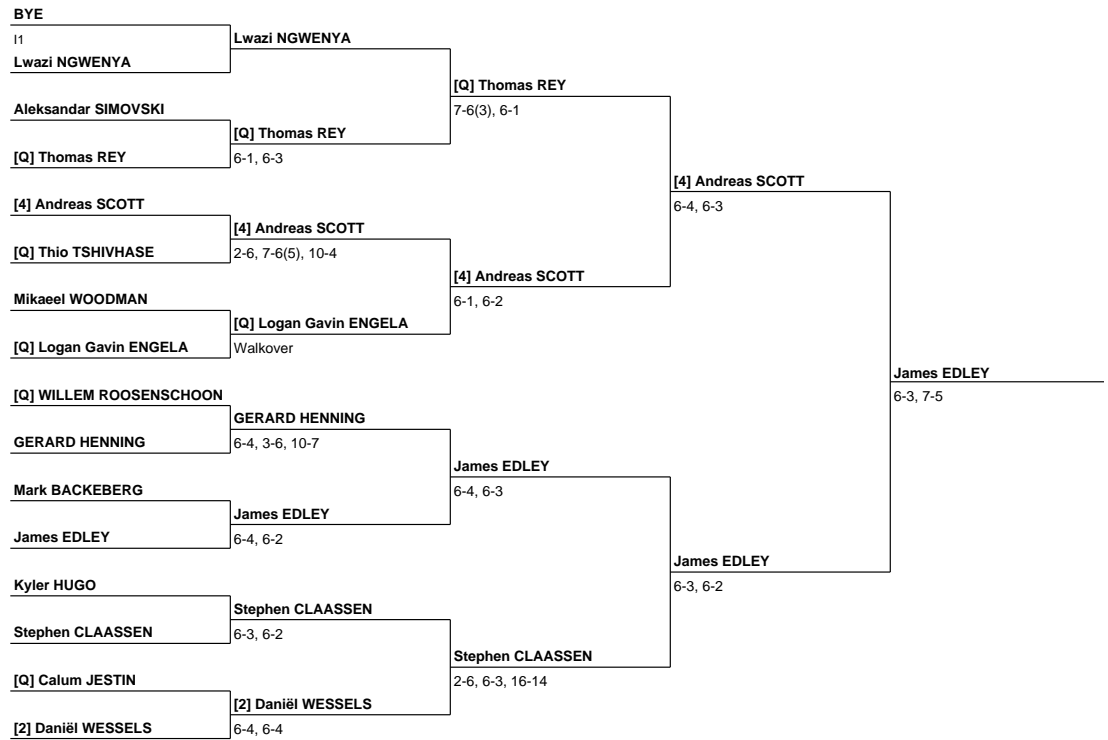 BYE
I1
Lwazi NGWENYA
Aleksandar SIMOVSKI
[Q] Thomas REY
[4] Andreas SCOTT
[Q] Thio TSHIVHASE
Mikaeel WOODMAN
[Q] Logan Gavin ENGELA
[Q] WILLEM ROOSENSCHOON
GERARD HENNING
Mark BACKEBERG
James EDLEY
Kyler HUGO
Stephen CLAASSEN
[Q] Calum JESTIN
[2] Daniël WESSELS
Lwazi NGWENYA
[Q] Thomas REY
6-1, 6-3
[4] Andreas SCOTT
2-6, 7-6(5), 10-4
[Q] Logan Gavin ENGELA
Walkover
GERARD HENNING
6-4, 3-6, 10-7
James EDLEY
6-4, 6-2
Stephen CLAASSEN
6-3, 6-2
[2] Daniël WESSELS
6-4, 6-4
[Q] Thomas REY
7-6(3), 6-1
[4] Andreas SCOTT
6-1, 6-2
James EDLEY
6-4, 6-3
Stephen CLAASSEN
2-6, 6-3, 16-14
[4] Andreas SCOTT
6-4, 6-3
James EDLEY
6-3, 6-2
James EDLEY
6-3, 7-5